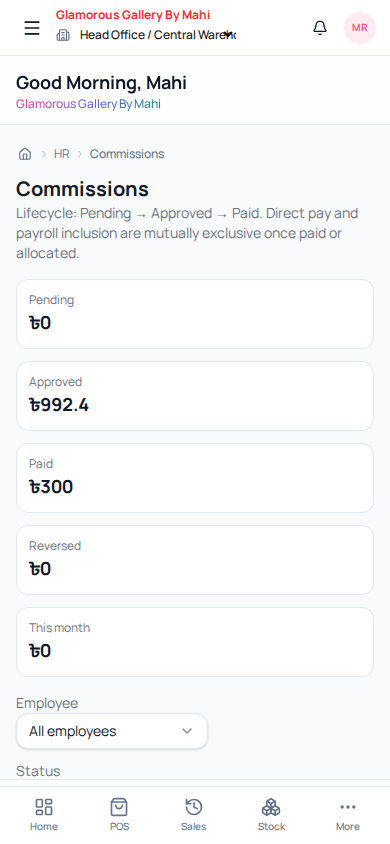 Glamorous Gallery By Mahi
Head Office / Central
MR
Good Morning, Mahi
Glamorous Gallery By Mahi
HR
Commissions
Commissions
Lifecycle: Pending → Approved → Paid. Direct pay and
payroll inclusion are mutually exclusive once paid or
allocated.
Pending
৳0
Approved
৳992.4
Paid
৳300
Reversed
৳0
This month
৳0
Employee
All employees
Status
Home
POS
Sales
Stock
More